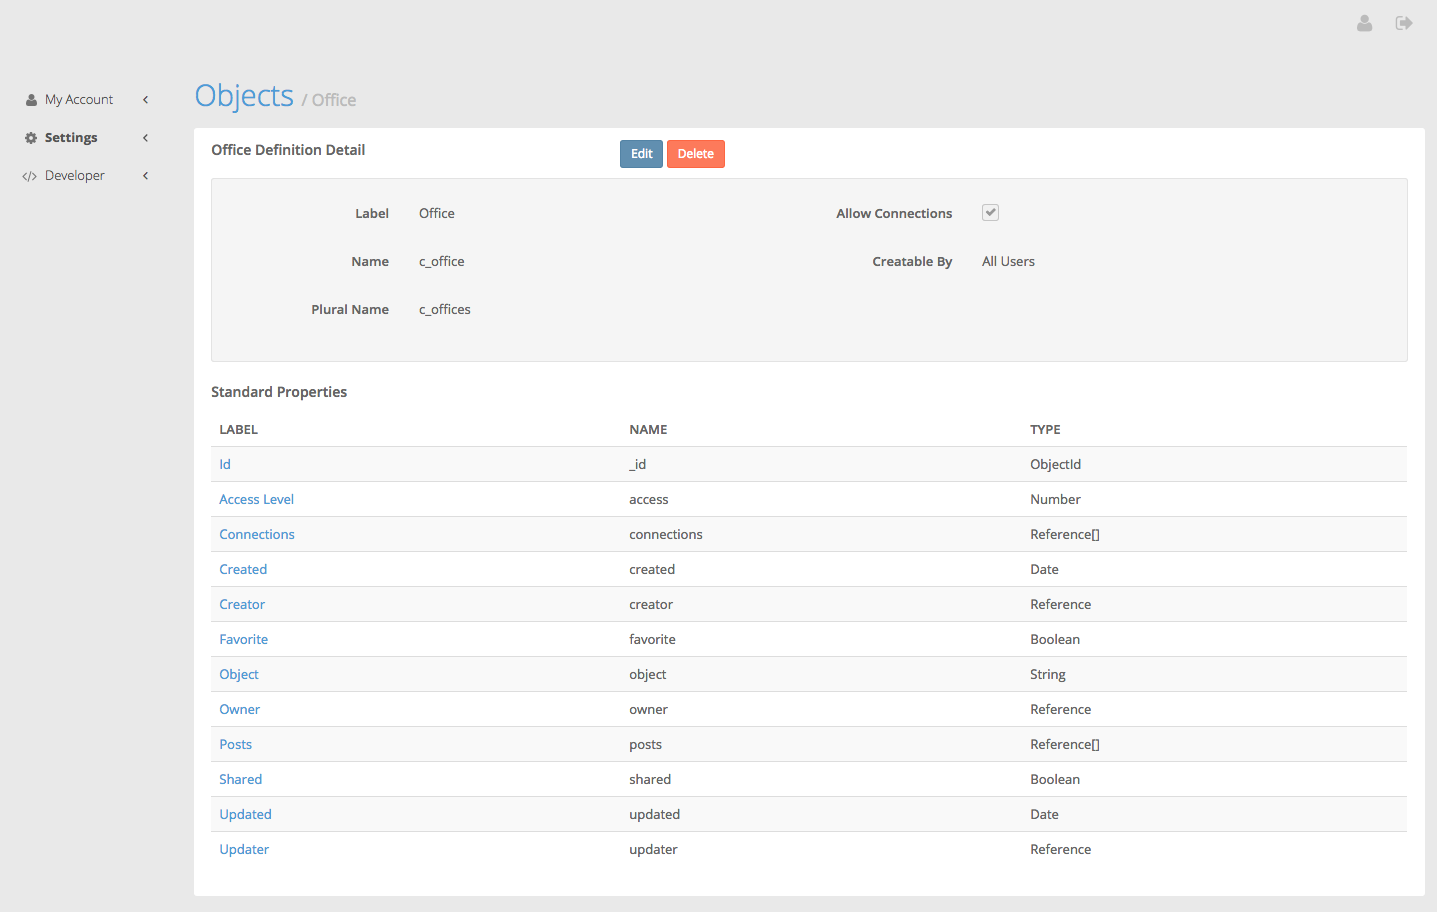 My Account
Settings
</> Developer
Objects / Office
Office Definition Detail Edit Delete
Label Office Allow Connections
Name c_office Creatable By All Users
Plural Name c_offices
Standard Properties
LABEL NAME TYPE
Id _id ObjectId
Access Level access Number
Connections connections Reference[]
Created created Date
Creator creator Reference
Favorite favorite Boolean
Object object String
Owner owner Reference
Posts posts Reference[]
Shared shared Boolean
Updated updated Date
Updater updater Reference